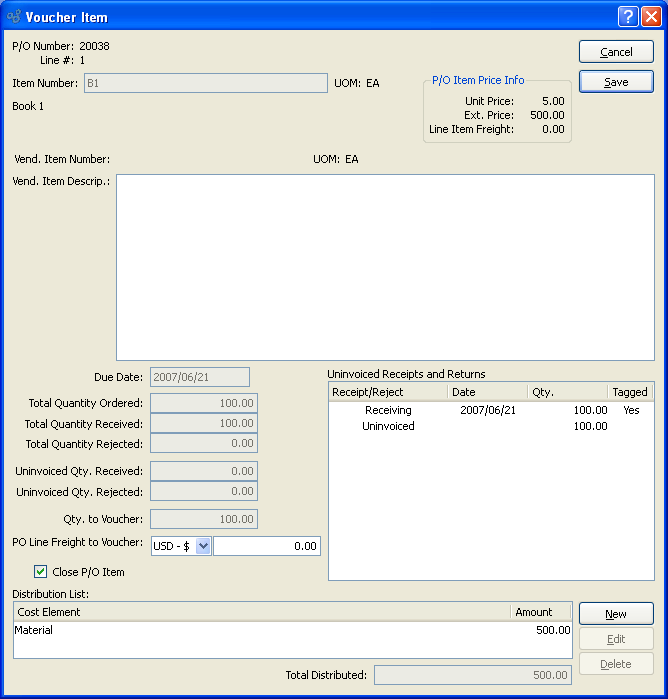 Voucher Item
P/O Number: 20038
Line #: 1
Cancel
Item Number: B1 UOM: EA
Save
P/O Item Price Info
Unit Price: 5.00
Ext. Price: 500.00
Line Item Freight: 0.00
Book 1
Vend. Item Number: UOM: EA
Vend. Item Descrip.:
Due Date: 2007/06/21
Total Quantity Ordered: 100.00
Total Quantity Received: 100.00
Total Quantity Rejected: 0.00
Uninvoiced Qty. Received: 0.00
Uninvoiced Qty. Rejected: 0.00
Qty. to Voucher: 100.00
PO Line Freight to Voucher: USD - $ 0.00
Close P/O Item
Uninvoiced Receipts and Returns
Receipt/Reject Date Qty. Tagged
Receiving 2007/06/21 100.00 Yes
Uninvoiced 100.00
Distribution List:
Cost Element Amount
Material 500.00
New
Edit
Delete
Total Distributed: 500.00